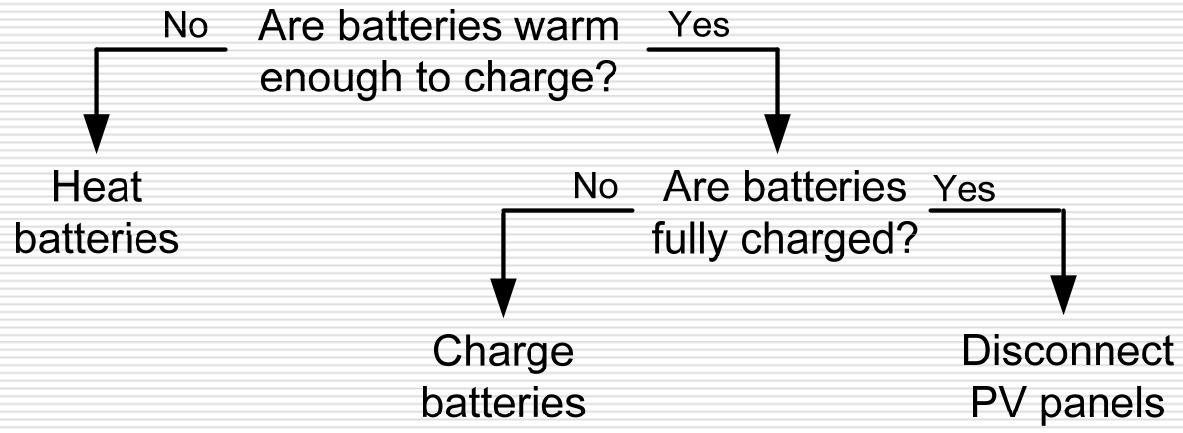 No
Are batteries warm
enough to charge?
Yes
Heat
batteries
No
Are batteries
fully charged?
Yes
Charge
batteries
Disconnect
PV panels